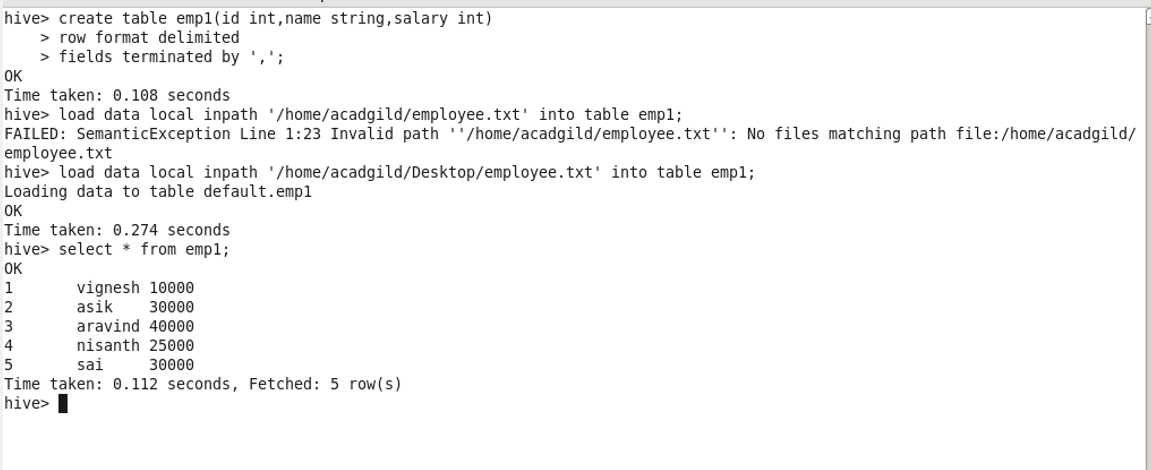 hive> create table emp1(id int,name string,salary int)
    > row format delimited
    > fields terminated by ',';
OK
Time taken: 0.108 seconds
hive> load data local inpath '/home/acadgild/employee.txt' into table emp1;
FAILED: SemanticException Line 1:23 Invalid path ''/home/acadgild/employee.txt'': No files matching path file:/home/acadgild/
employee.txt
hive> load data local inpath '/home/acadgild/Desktop/employee.txt' into table emp1;
Loading data to table default.emp1
OK
Time taken: 0.274 seconds
hive> select * from emp1;
OK
1       vignesh 10000
2       asik    30000
3       aravind 40000
4       nisanth 25000
5       sai     30000
Time taken: 0.112 seconds, Fetched: 5 row(s)
hive>